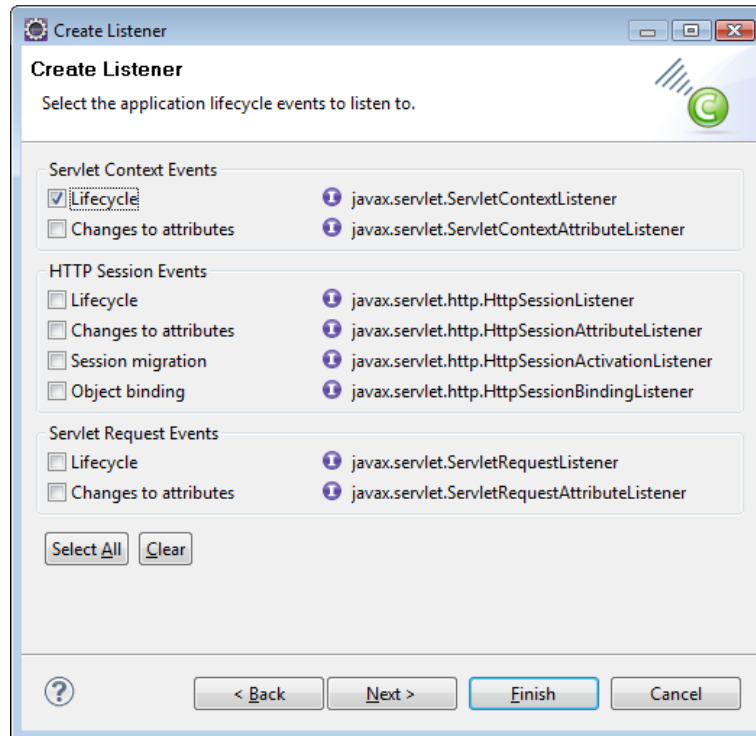 Create Listener
Create Listener
Select the application lifecycle events to listen to.
Servlet Context Events
Lifecycle javax.servlet.ServletContextListener
Changes to attributes javax.servlet.ServletContextAttributeListener
HTTP Session Events
Lifecycle javax.servlet.http.HttpSessionListener
Changes to attributes javax.servlet.http.HttpSessionAttributeListener
Session migration javax.servlet.http.HttpSessionActivationListener
Object binding javax.servlet.http.HttpSessionBindingListener
Servlet Request Events
Lifecycle javax.servlet.ServletRequestListener
Changes to attributes javax.servlet.ServletRequestAttributeListener
Select All Clear
< Back Next > Finish Cancel